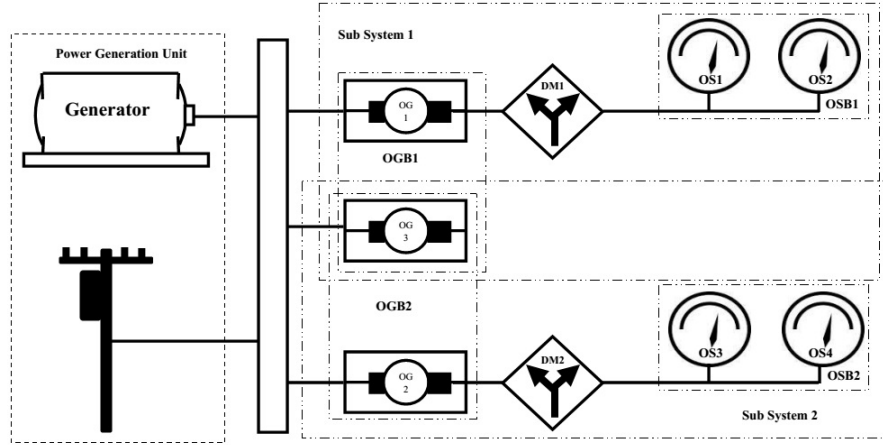 Power Generation Unit
Generator
Sub System 1
OG
1
OGB1
DM1
OS1
OS2
OSB1
OG
3
OGB2
OG
2
DM2
OS3
OS4
OSB2
Sub System 2